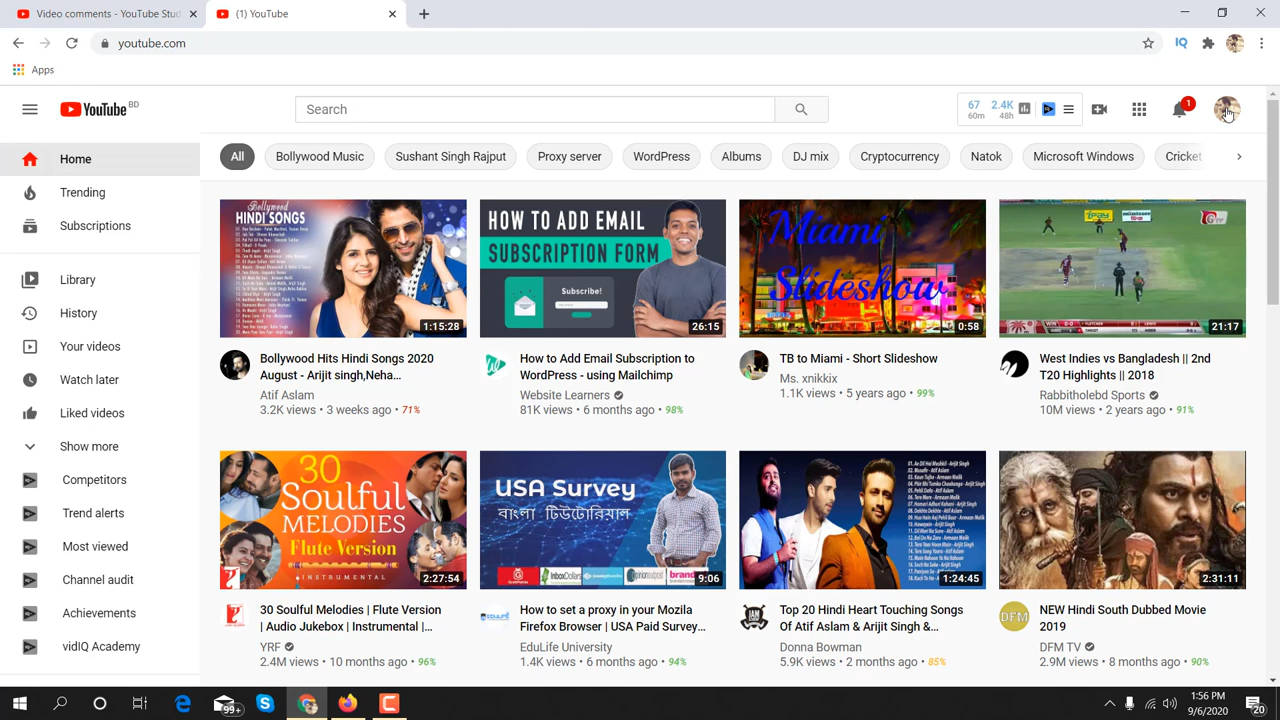 Video comments - YouTube Stud
(1) YouTube
youtube.com
Apps
YouTube BD
Search
67 2.4K
60m 48h
1
Home
All
Bollywood Music
Sushant Singh Rajput
Proxy server
WordPress
Albums
DJ mix
Cryptocurrency
Natok
Microsoft Windows
Cricket
Trending
Subscriptions
Library
History
Your videos
Watch later
Liked videos
Show more
Competitors
Trend alerts
Most viewed
Channel audit
Achievements
vidIQ Academy
Bollywood
HINDI SONGS
1:15:28
HOW TO ADD EMAIL
SUBSCRIPTION FORM
Subscribe!
26:15
Miami
Slideshow
0:58
21:17
Bollywood Hits Hindi Songs 2020
August - Arijit singh,Neha...
Atif Aslam
3.2K views • 3 weeks ago • 71%
How to Add Email Subscription to
WordPress - using Mailchimp
Website Learners
81K views • 6 months ago • 98%
TB to Miami - Short Slideshow
Ms. xnikkix
1.1K views • 5 years ago • 99%
West Indies vs Bangladesh || 2nd
T20 Highlights || 2018
Rabbitholebd Sports
10M views • 2 years ago • 91%
30
Soulful
MELODIES
Flute Version
INSTRUMENTAL
2:27:54
USA Survey
বাংলা টিউটোরিয়াল
9:06
1:24:45
2:31:11
30 Soulful Melodies | Flute Version
| Audio Jukebox | Instrumental |...
YRF
2.4M views • 10 months ago • 96%
How to set a proxy in your Mozila
Firefox Browser | USA Paid Survey...
EduLife University
1.4K views • 6 months ago • 94%
Top 20 Hindi Heart Touching Songs
Of Atif Aslam & Arijit Singh &...
Donna Bowman
5.9K views • 2 months ago • 85%
DFM
NEW Hindi South Dubbed Movie
2019
DFM TV
2.9M views • 8 months ago • 90%
99+
1:56 PM
9/6/2020
20